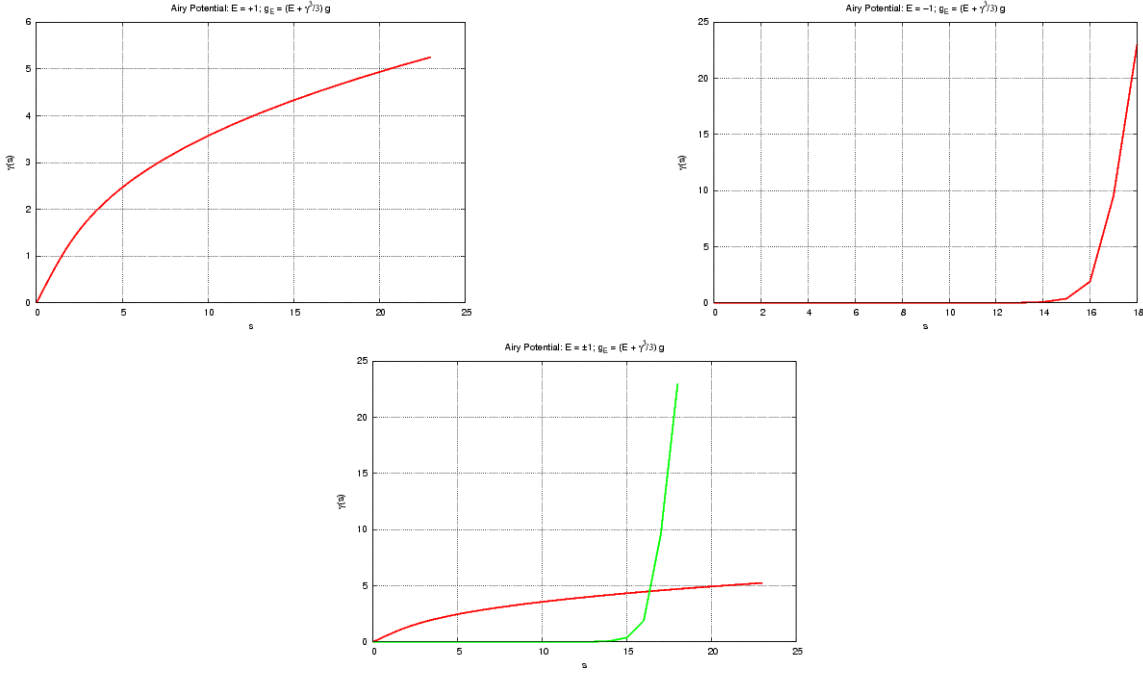 Airy Potential: E = +1; g_E = (E + γ³/3) g
6
5
4
3
2
1
0
γ(s)
0 5 10 15 20 25
s
Airy Potential: E = −1; g_E = (E + γ³/3) g
25
20
15
10
5
0
γ(s)
0 2 4 6 8 10 12 14 16 18
s
Airy Potential: E = ±1; g_E = (E + γ³/3) g
25
20
15
10
5
0
γ(s)
0 5 10 15 20 25
s